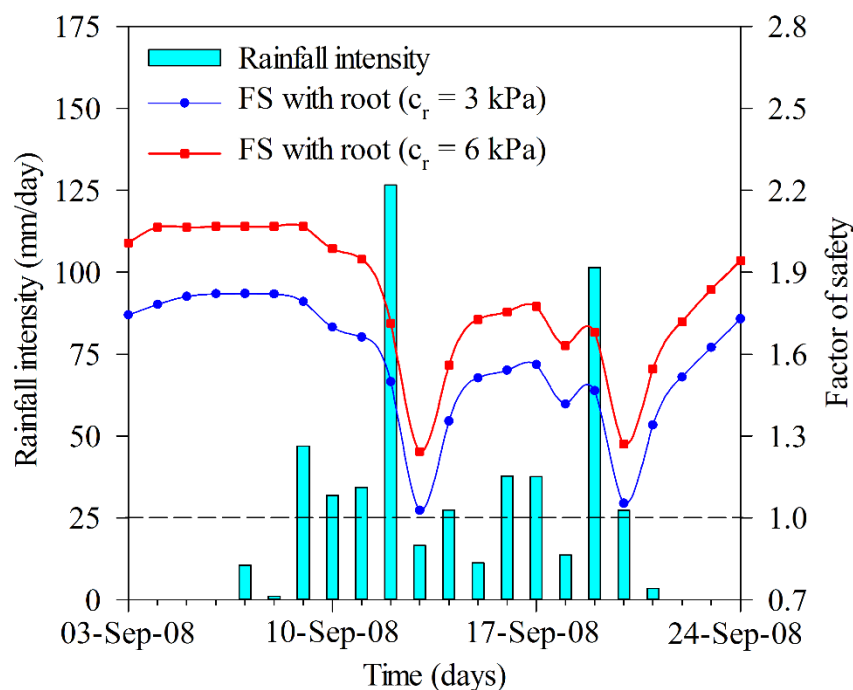 Rainfall intensity
FS with root (c_r = 3 kPa)
FS with root (c_r = 6 kPa)
Rainfall intensity (mm/day)
175
150
125
100
75
50
25
0
2.8
2.5
2.2
1.9
1.6
1.3
1.0
0.7
Factor of safety
03-Sep-08 10-Sep-08 17-Sep-08 24-Sep-08
Time (days)